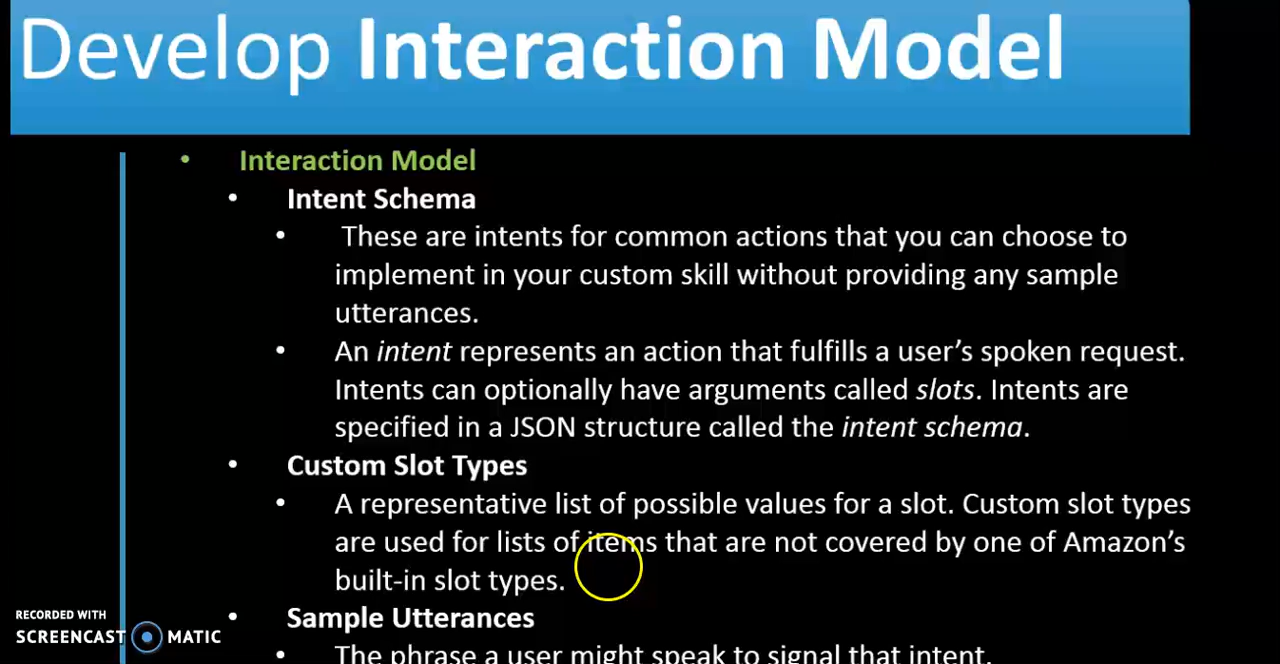 Develop Interaction Model
• Interaction Model
• Intent Schema
• These are intents for common actions that you can choose to
implement in your custom skill without providing any sample
utterances.
• An intent represents an action that fulfills a user’s spoken request.
Intents can optionally have arguments called slots. Intents are
specified in a JSON structure called the intent schema.
• Custom Slot Types
• A representative list of possible values for a slot. Custom slot types
are used for lists of items that are not covered by one of Amazon’s
built-in slot types.
• Sample Utterances
• The phrase a user might speak to signal that intent.
RECORDED WITH
SCREENCAST MATIC